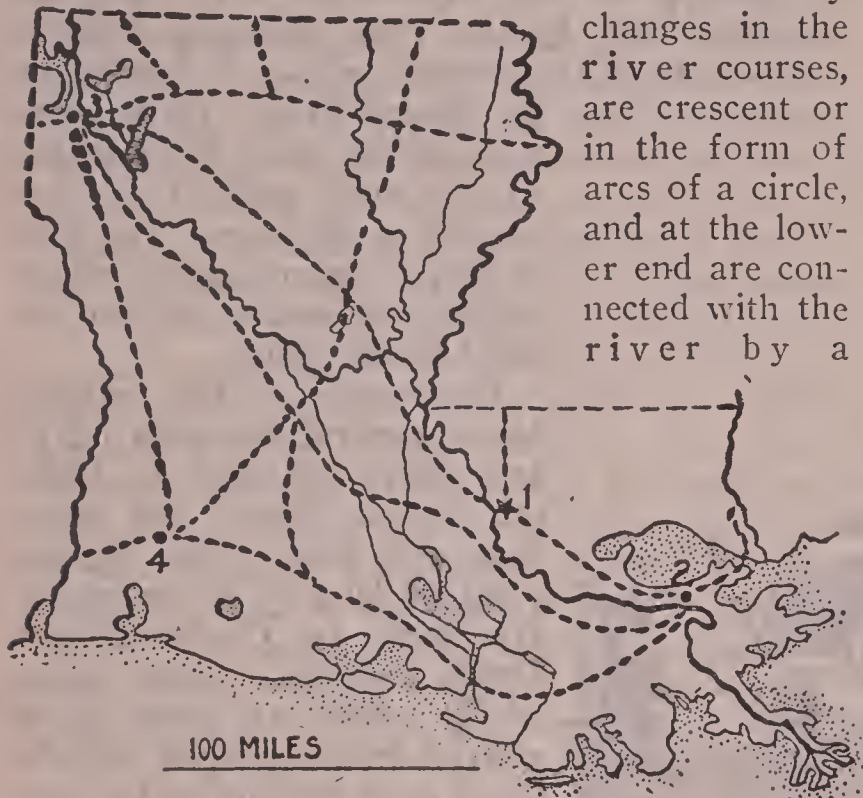 changes in the
river courses,
are crescent or
in the form of
arcs of a circle,
and at the low-
er end are con-
nected with the
river by a
3
1
2
4
100 MILES